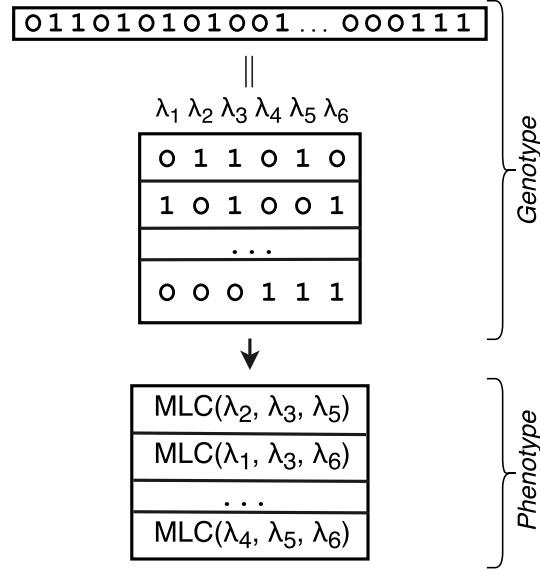 011010101001... 000111
||
λ1 λ2 λ3 λ4 λ5 λ6
0 1 1 0 1 0
1 0 1 0 0 1
...
0 0 0 1 1 1
Genotype
MLC(λ2, λ3, λ5)
MLC(λ1, λ3, λ6)
...
MLC(λ4, λ5, λ6)
Phenotype